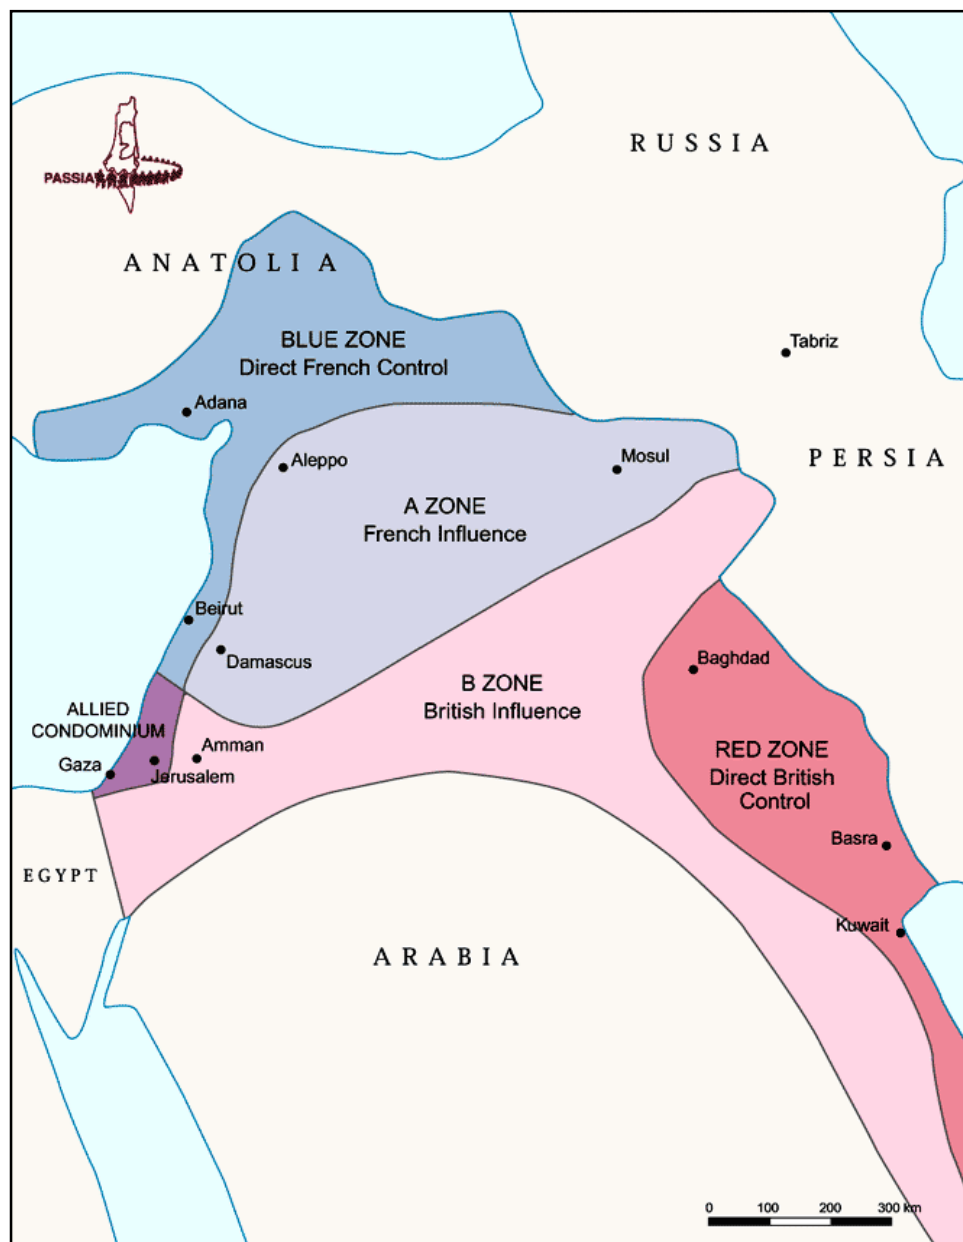 RUSSIA
PASSIA
ANATOLIA
BLUE ZONE
Direct French Control
Tabriz
Adana
Aleppo
Mosul
PERSIA
A ZONE
French Influence
Beirut
Damascus
Baghdad
B ZONE
British Influence
ALLIED
CONDOMINIUM
Amman
Gaza
Jerusalem
RED ZONE
Direct British
Control
Basra
EGYPT
Kuwait
ARABIA
0 100 200 300 km